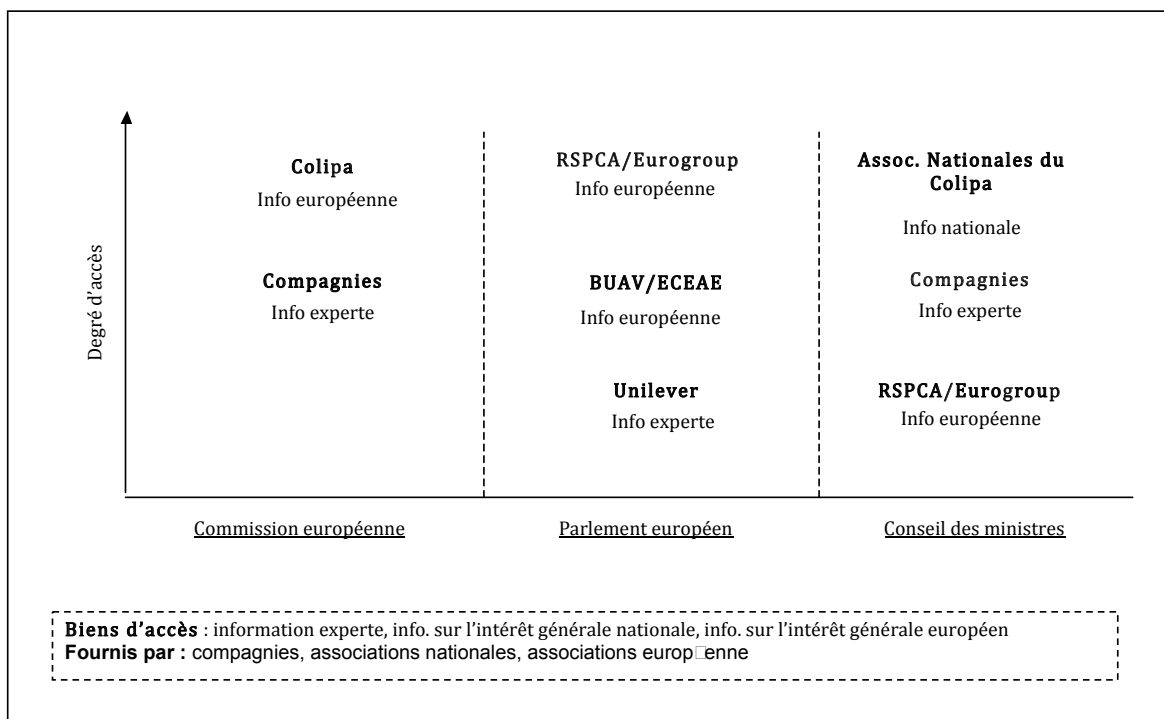 Degré d'accès
Colipa
Info européenne
Compagnies
Info experte
RSPCA/Eurogroup
Info européenne
BUAV/ECEAE
Info européenne
Unilever
Info experte
Assoc. Nationales du
Colipa
Info nationale
Compagnies
Info experte
RSPCA/Eurogroup
Info européenne
Commission européenne
Parlement européen
Conseil des ministres
Biens d'accès : information experte, info. sur l'intérêt générale nationale, info. sur l'intérêt générale européen
Fournis par : compagnies, associations nationales, associations europ□enne